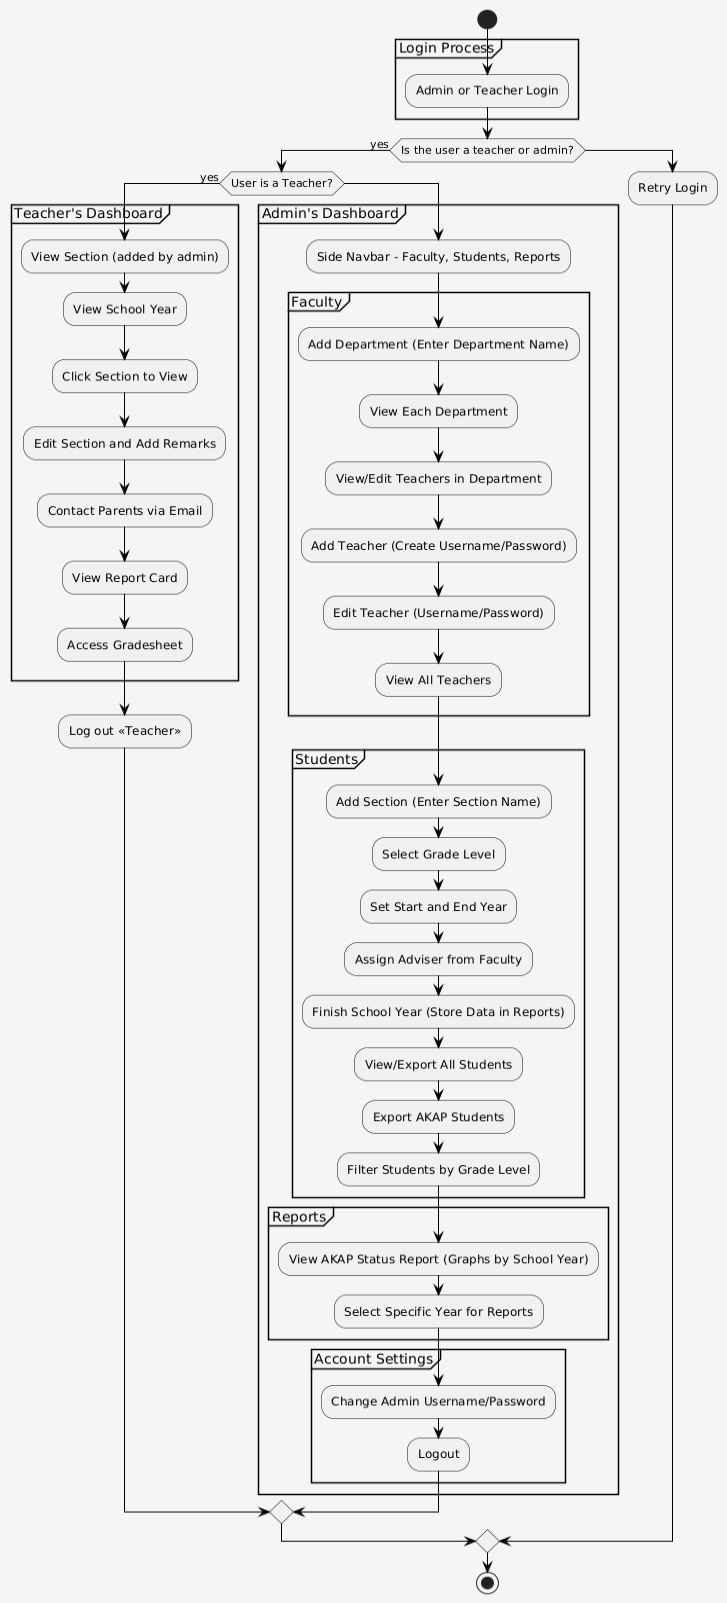 Login Process
Admin or Teacher Login
yes
Is the user a teacher or admin?
yes
User is a Teacher?
Retry Login
Teacher's Dashboard
View Section (added by admin)
View School Year
Click Section to View
Edit Section and Add Remarks
Contact Parents via Email
View Report Card
Access Gradesheet
Log out «Teacher»
Admin's Dashboard
Side Navbar - Faculty, Students, Reports
Faculty
Add Department (Enter Department Name)
View Each Department
View/Edit Teachers in Department
Add Teacher (Create Username/Password)
Edit Teacher (Username/Password)
View All Teachers
Students
Add Section (Enter Section Name)
Select Grade Level
Set Start and End Year
Assign Adviser from Faculty
Finish School Year (Store Data in Reports)
View/Export All Students
Export AKAP Students
Filter Students by Grade Level
Reports
View AKAP Status Report (Graphs by School Year)
Select Specific Year for Reports
Account Settings
Change Admin Username/Password
Logout